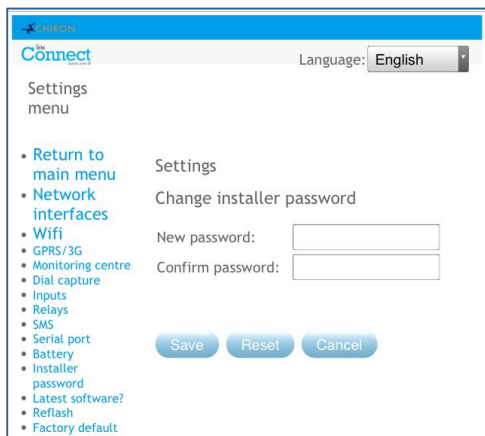 CHIRON
Iris
Connect
Language: English
Settings
menu
Return to
main menu
Network
interfaces
Wifi
GPRS/3G
Monitoring centre
Dial capture
Inputs
Relays
SMS
Serial port
Battery
Installer
password
Latest software?
Reflash
Factory default
Settings
Change installer password
New password:
Confirm password:
Save Reset Cancel